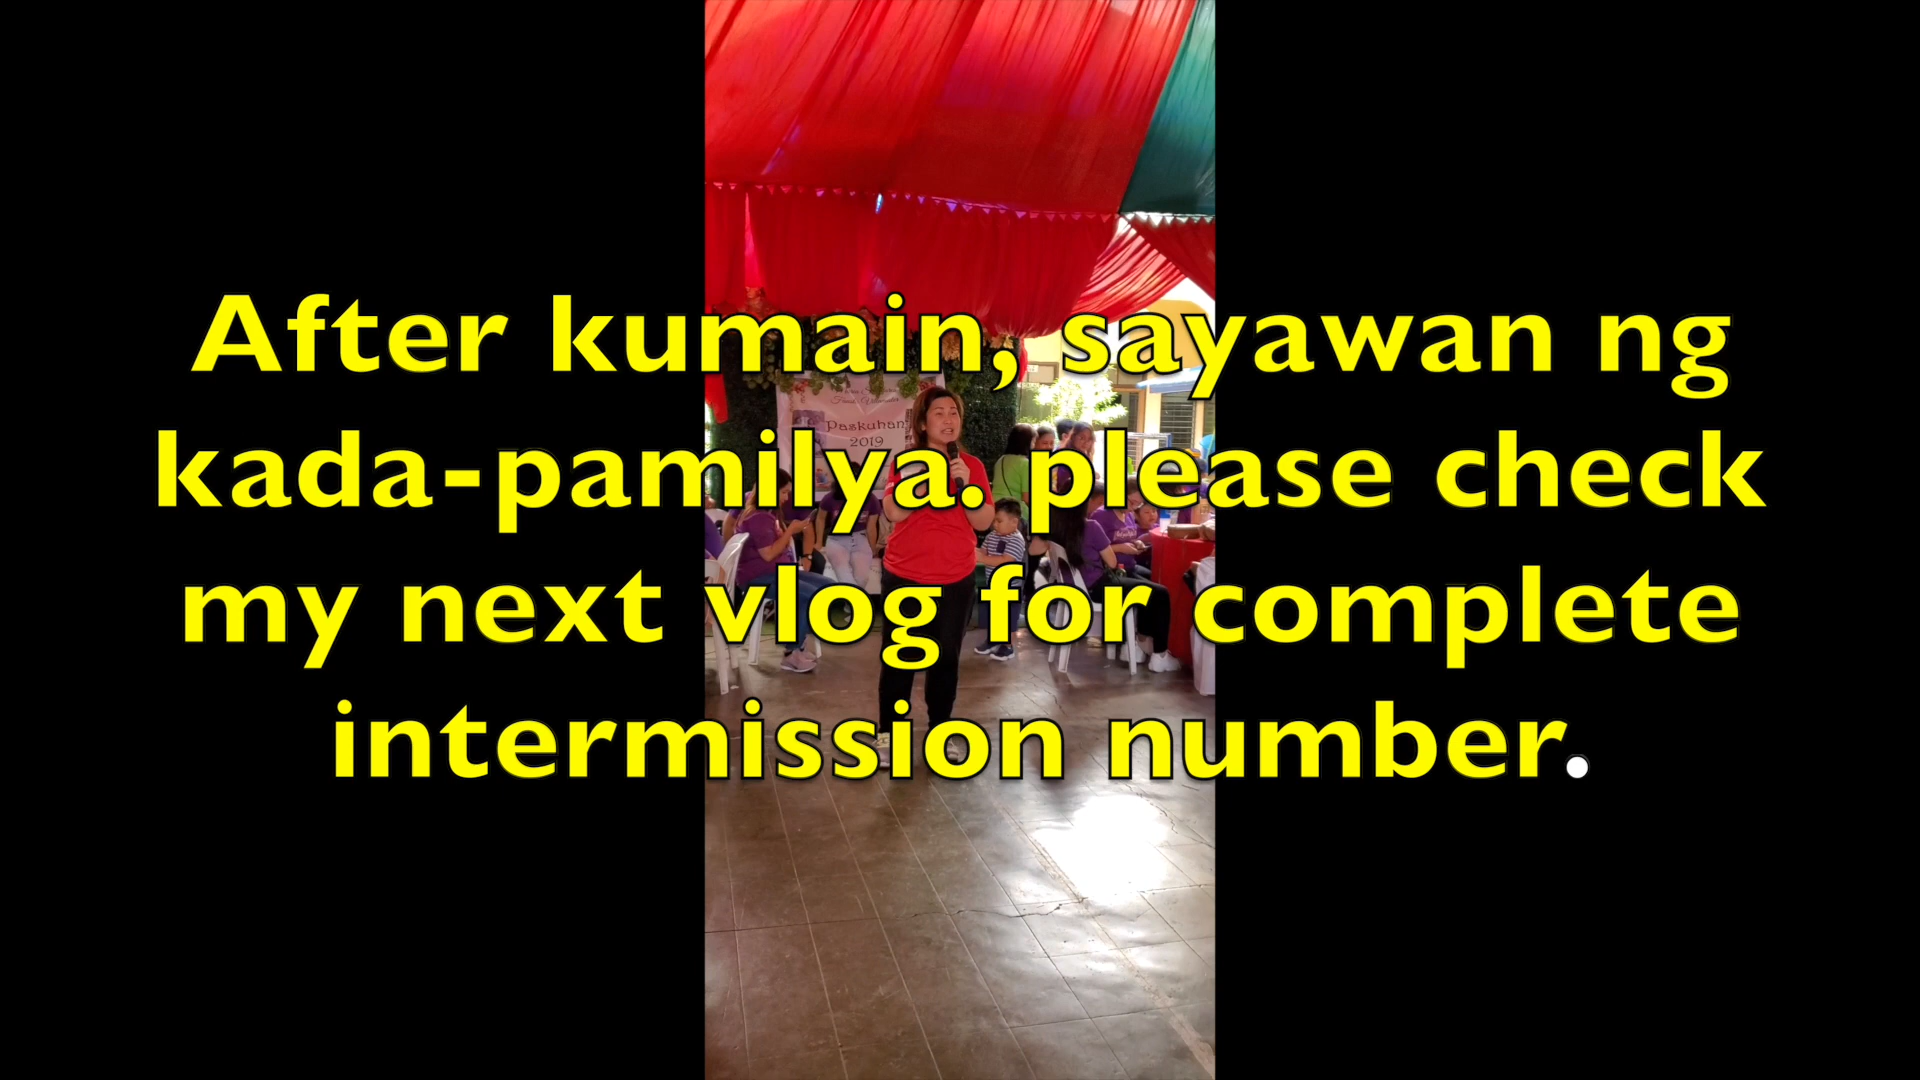 Paskuhan
2019
After kumain, sayawan ng
kada-pamilya. please check
my next vlog for complete
intermission number.